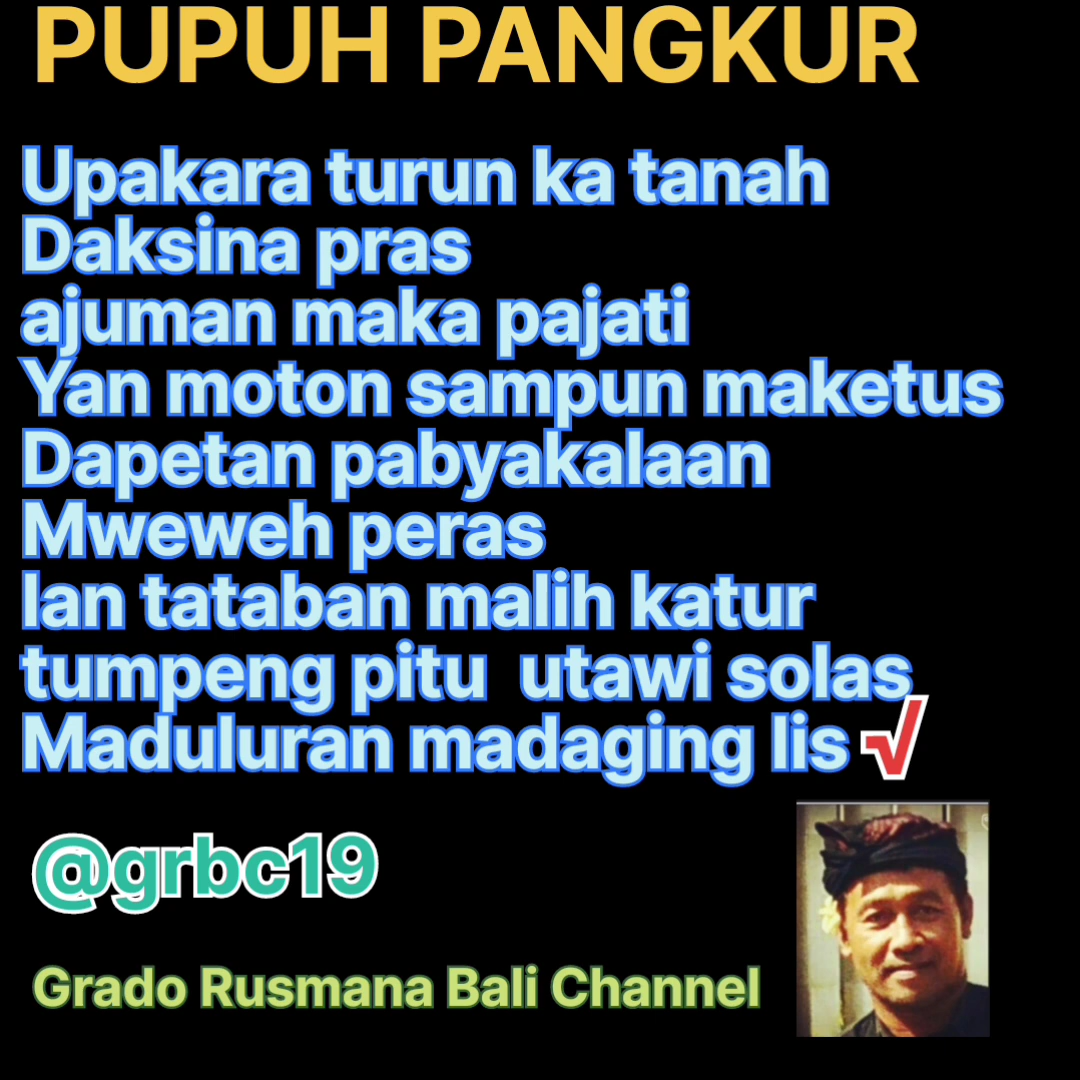 PUPUH PANGKUR
Upakara turun ka tanah
Daksina pras
ajuman maka pajati
Yan moton sampun maketus
Dapetan pabyakalaan
Mweweh peras
lan tataban malih katur
tumpeng pitu utawi solas
Maduluran madaging lis √
@grbc19
Grado Rusmana Bali Channel